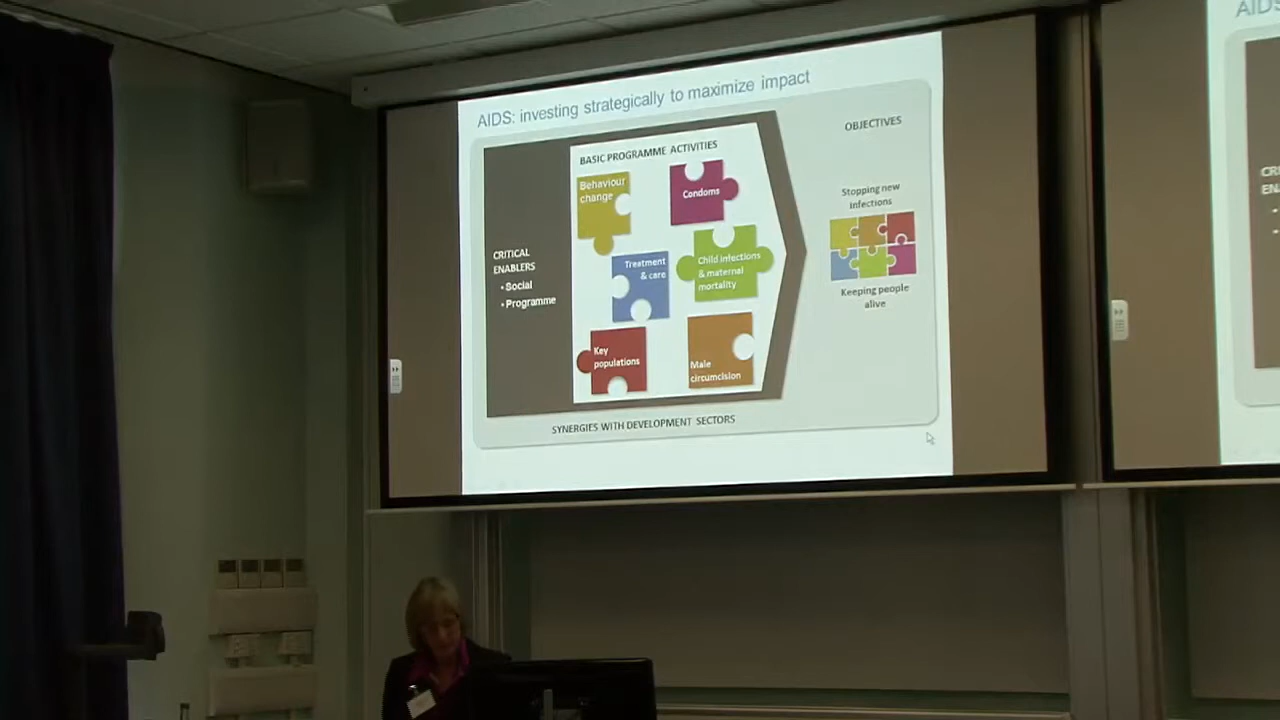 AIDS: investing strategically to maximize impact
OBJECTIVES
BASIC PROGRAMME ACTIVITIES
Behaviour
change
Condoms
Stopping new
infections
CRITICAL
ENABLERS
• Social
• Programme
Treatment
& care
Child infections
& maternal
mortality
Keeping people
alive
Key
populations
Male
circumcision
SYNERGIES WITH DEVELOPMENT SECTORS
AIDS